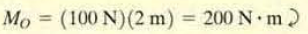 M_O = (100 N)(2 m) = 200 N · m ⤸